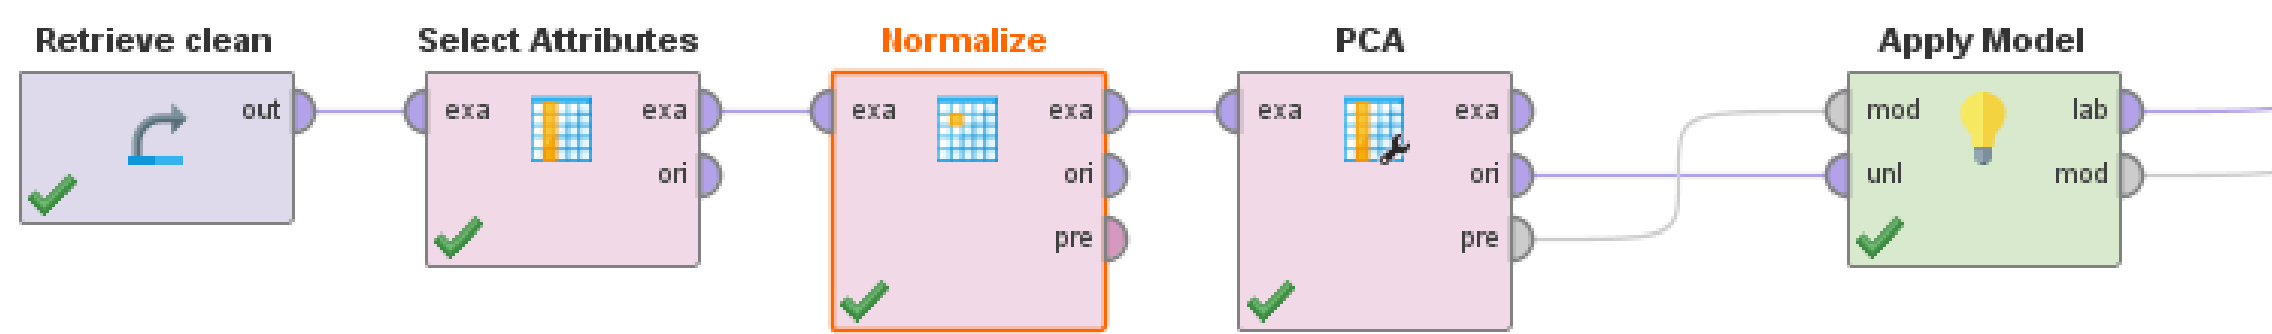 Retrieve clean
Select Attributes
Normalize
PCA
Apply Model
out
exa
exa
exa
exa
exa
exa
mod
lab
ori
ori
ori
unl
mod
pre
pre